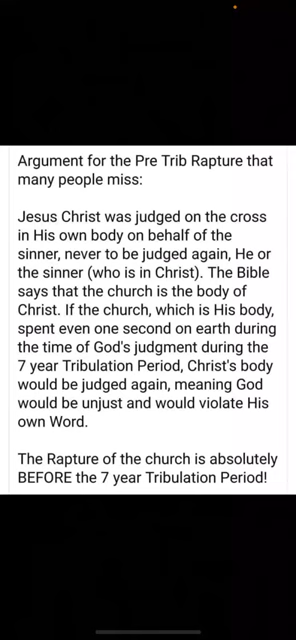 Argument for the Pre Trib Rapture that
many people miss:
Jesus Christ was judged on the cross
in His own body on behalf of the
sinner, never to be judged again, He or
the sinner (who is in Christ). The Bible
says that the church is the body of
Christ. If the church, which is His body,
spent even one second on earth during
the time of God's judgment during the
7 year Tribulation Period, Christ's body
would be judged again, meaning God
would be unjust and would violate His
own Word.
The Rapture of the church is absolutely
BEFORE the 7 year Tribulation Period!